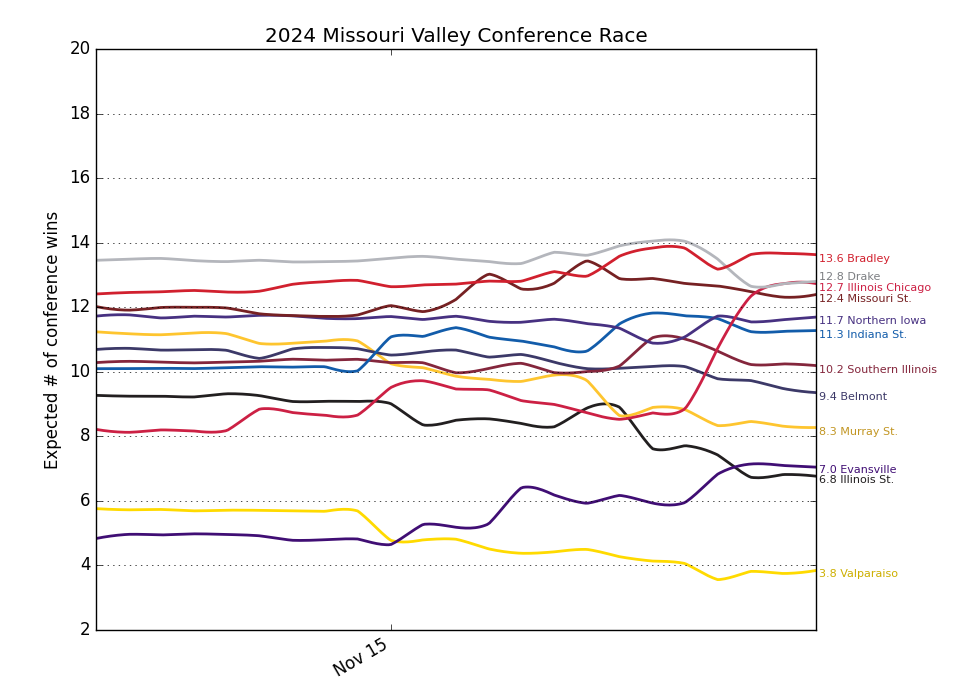 2024 Missouri Valley Conference Race
Expected # of conference wins
20
18
16
14
12
10
8
6
4
2
Nov 15
13.6 Bradley
12.8 Drake
12.7 Illinois Chicago
12.4 Missouri St.
11.7 Northern Iowa
11.3 Indiana St.
10.2 Southern Illinois
9.4 Belmont
8.3 Murray St.
7.0 Evansville
6.8 Illinois St.
3.8 Valparaiso